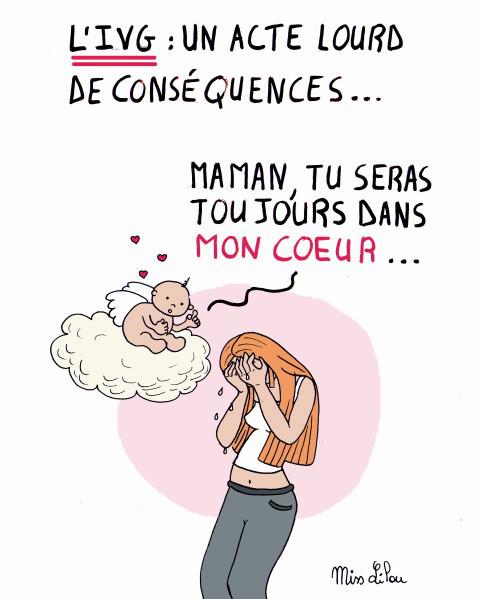 L'IVG : UN ACTE LOURD
DE CONSÉQUENCES...
MAMAN, TU SERAS
TOUJOURS DANS
MON COEUR...
Miss Lilou